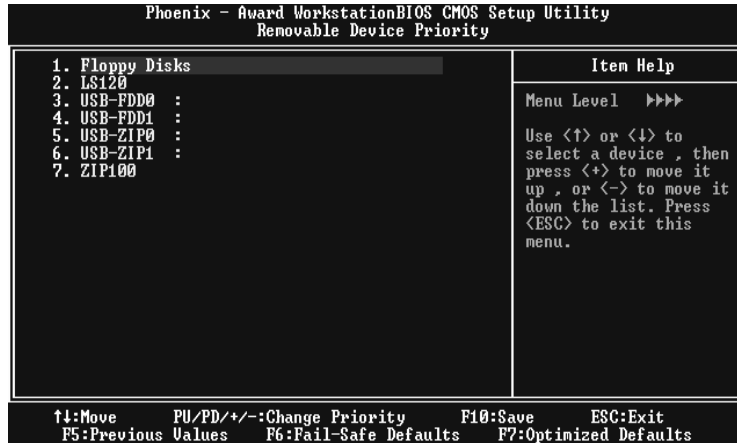 Phoenix - Award WorkstationBIOS CMOS Setup Utility
Removable Device Priority
1. Floppy Disks
2. LS120
3. USB-FDD0 :
4. USB-FDD1 :
5. USB-ZIP0 :
6. USB-ZIP1 :
7. ZIP100
Item Help
Menu Level ▸▸▸▸
Use <↑> or <↓> to
select a device , then
press <+> to move it
up , or <-> to move it
down the list. Press
<ESC> to exit this
menu.
↑↓:Move PU/PD/+/-:Change Priority F10:Save ESC:Exit
F5:Previous Values F6:Fail-Safe Defaults F7:Optimized Defaults